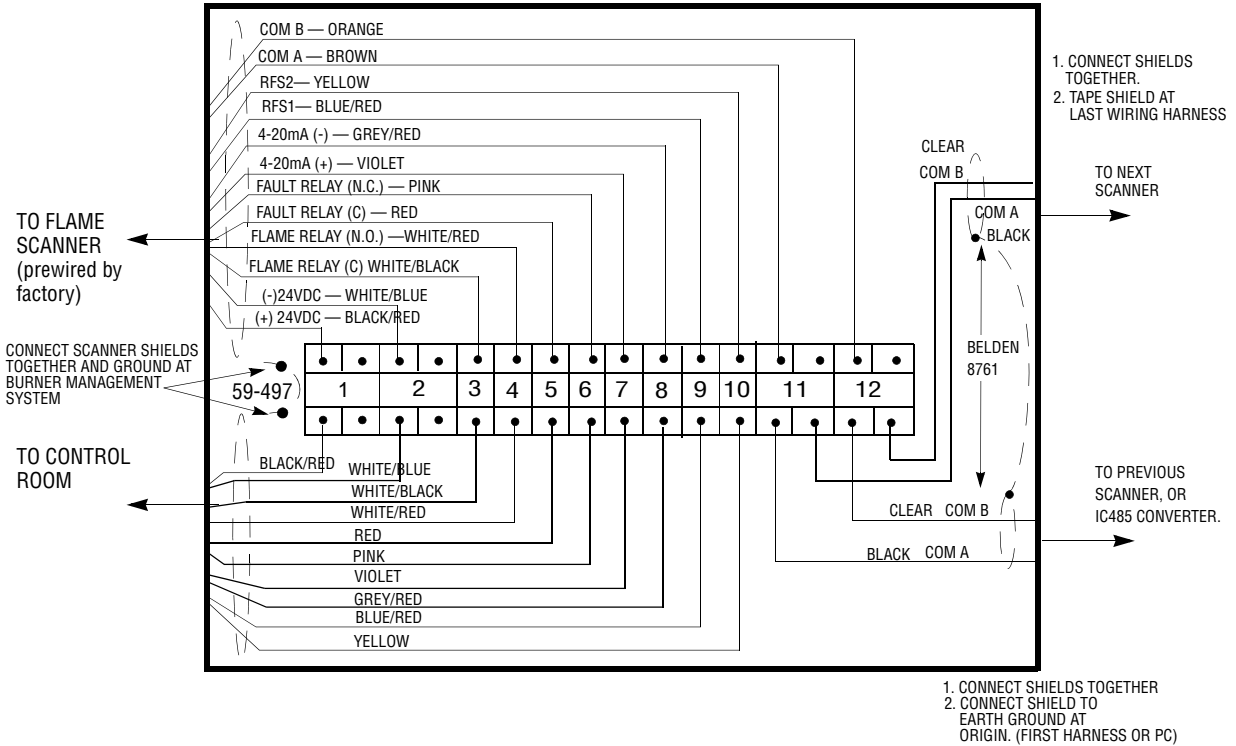 COM B — ORANGE
COM A — BROWN
RFS2— YELLOW
RFS1— BLUE/RED
4-20mA (-) — GREY/RED
4-20mA (+) — VIOLET
FAULT RELAY (N.C.) — PINK
FAULT RELAY (C) — RED
FLAME RELAY (N.O.) —WHITE/RED
FLAME RELAY (C) WHITE/BLACK
(-)24VDC — WHITE/BLUE
(+) 24VDC — BLACK/RED
TO FLAME
SCANNER
(prewired by
factory)
CONNECT SCANNER SHIELDS
TOGETHER AND GROUND AT
BURNER MANAGEMENT
SYSTEM
59-497
1 2 3 4 5 6 7 8 9 10 11 12
TO CONTROL
ROOM
BLACK/RED
WHITE/BLUE
WHITE/BLACK
WHITE/RED
RED
PINK
VIOLET
GREY/RED
BLUE/RED
YELLOW
1. CONNECT SHIELDS
TOGETHER.
2. TAPE SHIELD AT
LAST WIRING HARNESS
CLEAR
COM B
COM A
BLACK
TO NEXT
SCANNER
BELDEN
8761
CLEAR COM B
BLACK COM A
TO PREVIOUS
SCANNER, OR
IC485 CONVERTER.
1. CONNECT SHIELDS TOGETHER
2. CONNECT SHIELD TO
EARTH GROUND AT
ORIGIN. (FIRST HARNESS OR PC)